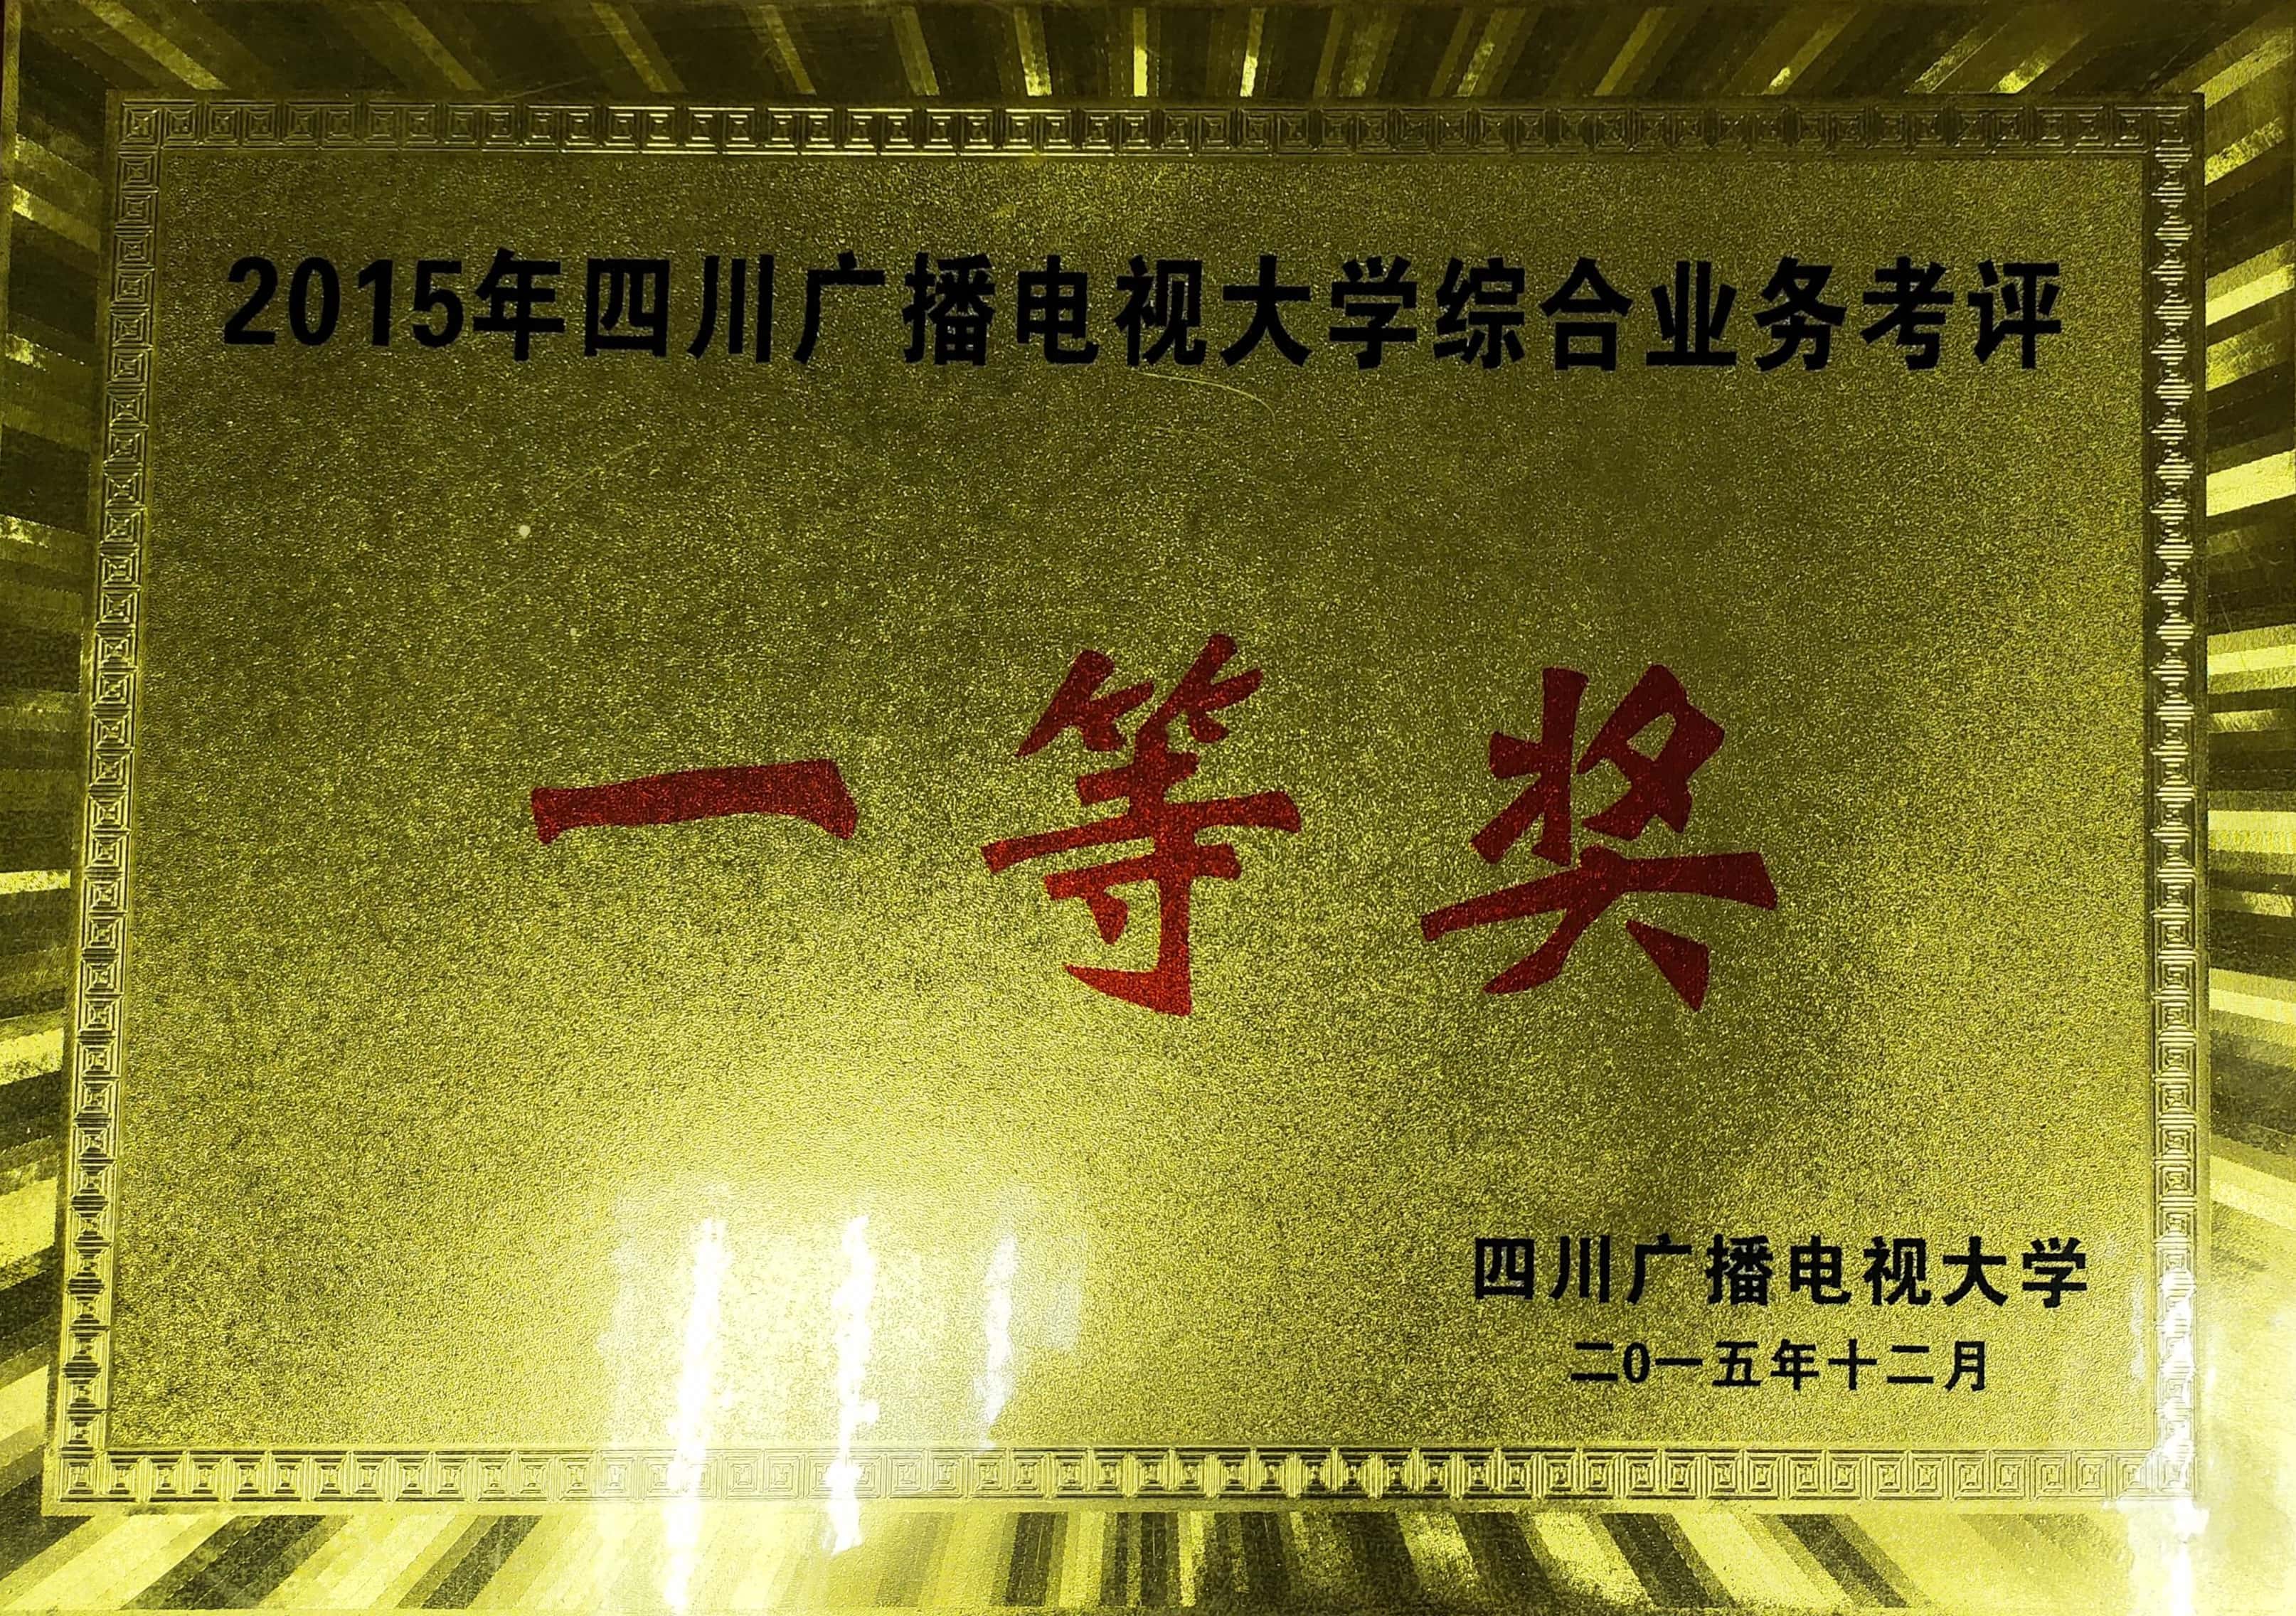 2015年四川广播电视大学综合业务考评
一等奖
四川广播电视大学
二0一五年十二月